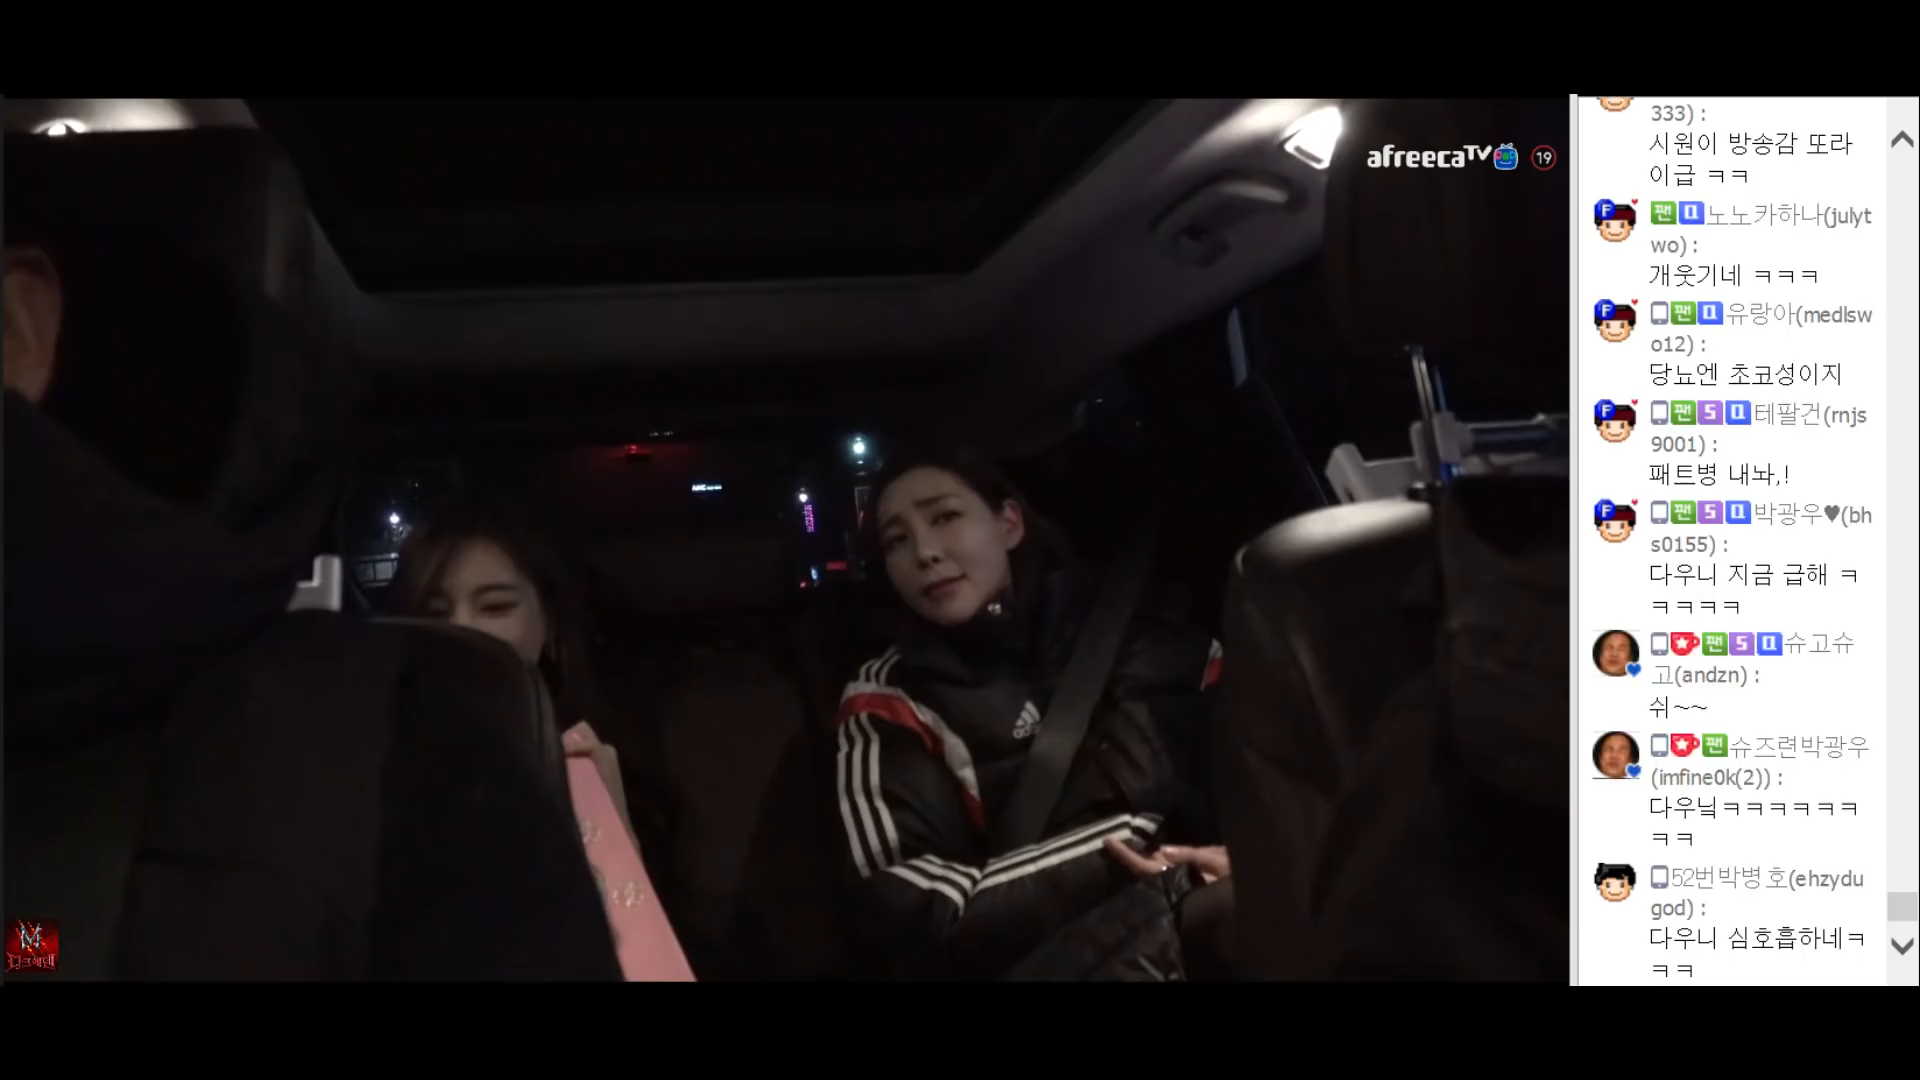 afreecaTV 19
adidas
333) :
시원이 방송감 또라
이급 ㅋㅋ
팬 노노카하나(julyt
wo) :
개웃기네 ㅋㅋㅋ
팬 유랑아(medlsw
o12) :
당뇨엔 초코성이지
팬 S 테팔건(rnjs
9001) :
패트병 내놔,!
팬 S 박광우♥(bh
s0155) :
다우니 지금 급해 ㅋ
ㅋㅋㅋㅋ
팬 S 슈고슈
고(andzn) :
쉬~~
팬 슈즈련박광우
(imfine0k(2)) :
다우닠ㅋㅋㅋㅋㅋㅋ
ㅋㅋ
52번박병호(ehzydu
god) :
다우니 심호흡하네ㅋ
ㅋㅋ